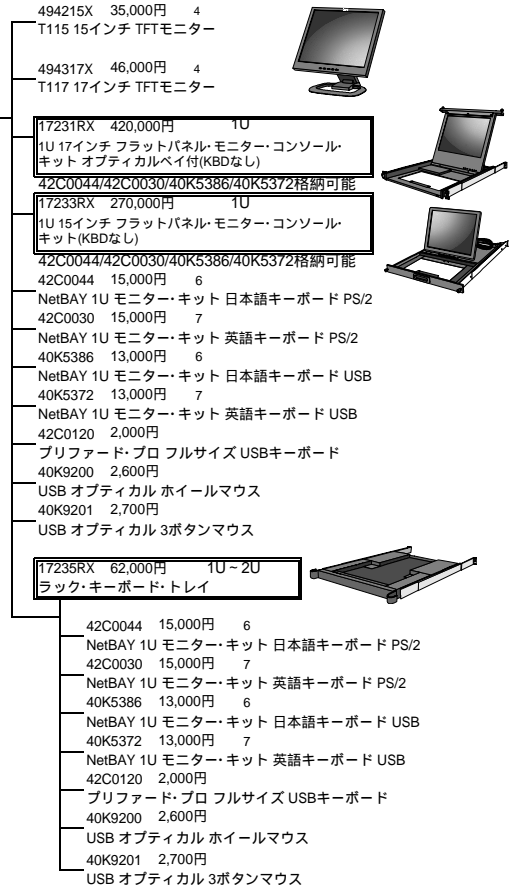 494215X 35,000円 4
T115 15インチ TFTモニター
494317X 46,000円 4
T117 17インチ TFTモニター
17231RX 420,000円 1U
1U 17インチ フラットパネル・モニター・コンソール・
キット オプティカルベイ付(KBDなし)
42C0044/42C0030/40K5386/40K5372格納可能
17233RX 270,000円 1U
1U 15インチ フラットパネル・モニター・コンソール・
キット(KBDなし)
42C0044/42C0030/40K5386/40K5372格納可能
42C0044 15,000円 6
NetBAY 1U モニター・キット 日本語キーボード PS/2
42C0030 15,000円 7
NetBAY 1U モニター・キット 英語キーボード PS/2
40K5386 13,000円 6
NetBAY 1U モニター・キット 日本語キーボード USB
40K5372 13,000円 7
NetBAY 1U モニター・キット 英語キーボード USB
42C0120 2,000円
プリファード・プロ フルサイズ USBキーボード
40K9200 2,600円
USB オプティカル ホイールマウス
40K9201 2,700円
USB オプティカル 3ボタンマウス
17235RX 62,000円 1U~2U
ラック・キーボード・トレイ
42C0044 15,000円 6
NetBAY 1U モニター・キット 日本語キーボード PS/2
42C0030 15,000円 7
NetBAY 1U モニター・キット 英語キーボード PS/2
40K5386 13,000円 6
NetBAY 1U モニター・キット 日本語キーボード USB
40K5372 13,000円 7
NetBAY 1U モニター・キット 英語キーボード USB
42C0120 2,000円
プリファード・プロ フルサイズ USBキーボード
40K9200 2,600円
USB オプティカル ホイールマウス
40K9201 2,700円
USB オプティカル 3ボタンマウス